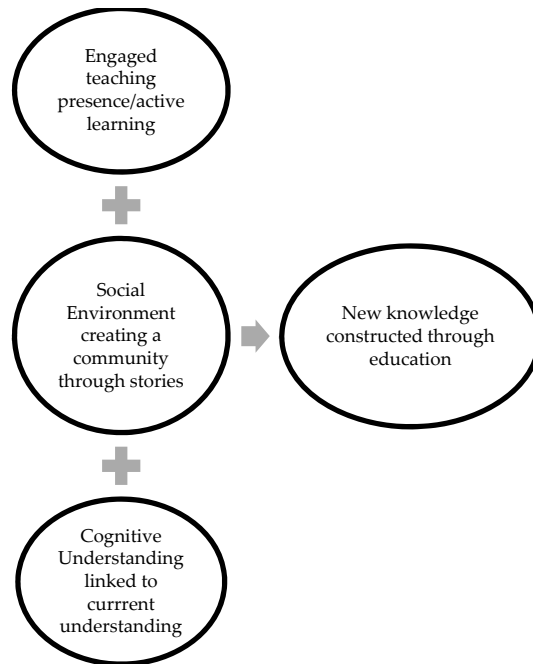 Engaged
teaching
presence/active
learning
Social
Environment
creating a
community
through stories
New knowledge
constructed through
education
Cognitive
Understanding
linked to
currrent
understanding